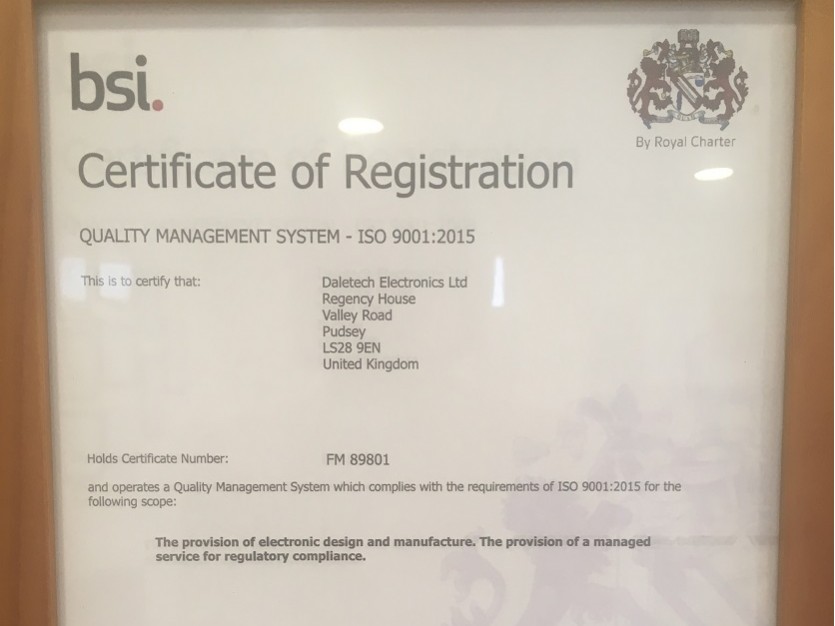 bsi.
By Royal Charter
Certificate of Registration
QUALITY MANAGEMENT SYSTEM - ISO 9001:2015
This is to certify that:
Daletech Electronics Ltd
Regency House
Valley Road
Pudsey
LS28 9EN
United Kingdom
Holds Certificate Number: FM 89801
and operates a Quality Management System which complies with the requirements of ISO 9001:2015 for the
following scope:
The provision of electronic design and manufacture. The provision of a managed
service for regulatory compliance.